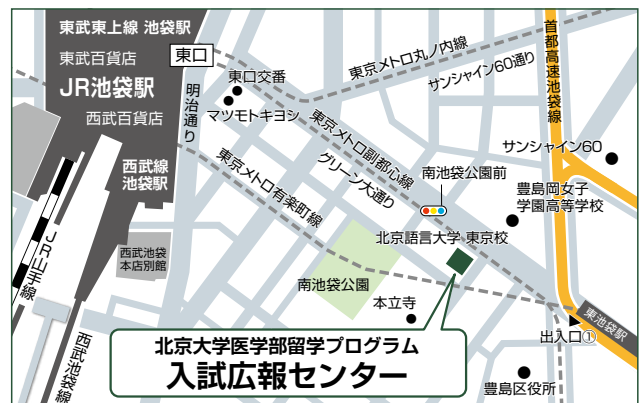 東武東上線 池袋駅
東武百貨店
JR池袋駅
西武百貨店
東口
東口交番
マツモトキヨシ
明治通り
西武線
池袋駅
JR山手線
西武池袋線
西武池袋
本店別館
東京メトロ丸ノ内線
サンシャイン60通り
首都高速池袋線
サンシャイン60
東京メトロ副都心線
グリーン大通り
東京メトロ有楽町線
南池袋公園前
豊島岡女子
学園高等学校
北京語言大学 東京校
南池袋公園
本立寺
東池袋駅
出入口①
豊島区役所
北京大学医学部留学プログラム
入試広報センター